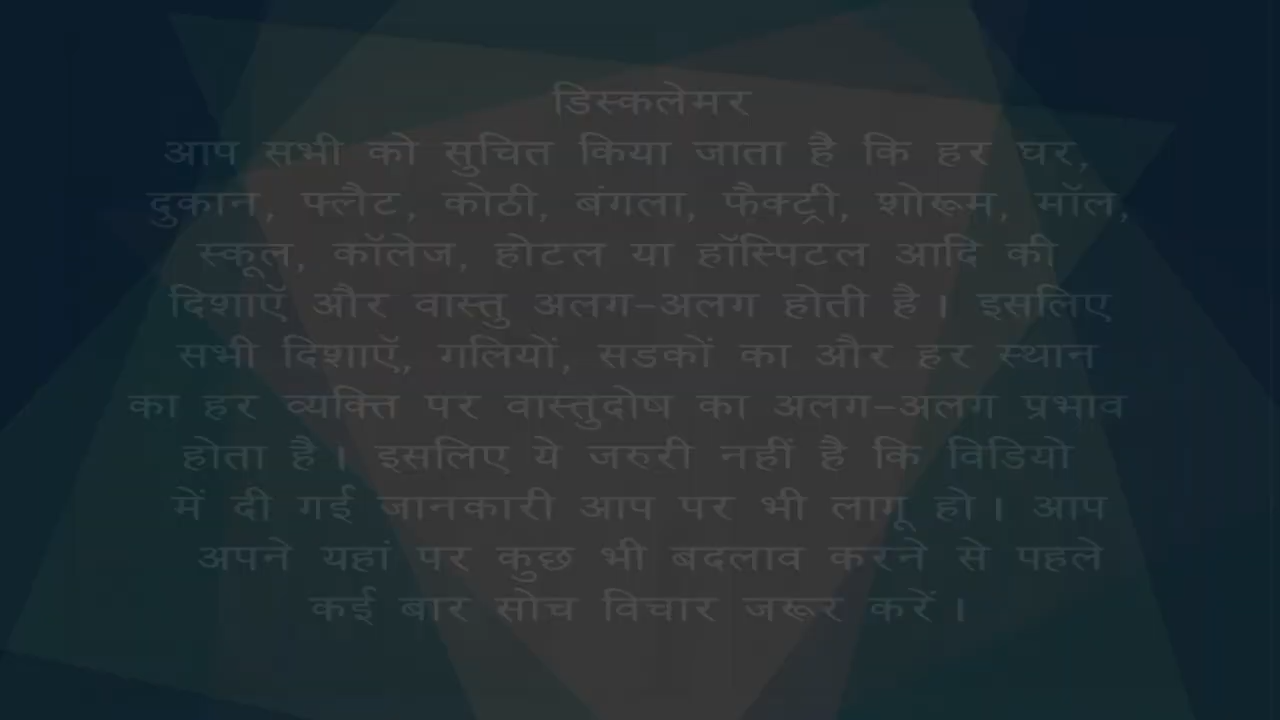 डिस्कलेमर
आप सभी को सुचित किया जाता है कि हर घर,
दुकान, फ्लैट, कोठी, बंगला, फैक्ट्री, शोरूम, मॉल,
स्कूल, कॉलेज, होटल या हॉस्पिटल आदि की
दिशाएॅ और वास्तु अलग-अलग होती है। इसलिए
सभी दिशाएॅ, गलियों, सडकों का और हर स्थान
का हर व्यक्ति पर वास्तुदोष का अलग-अलग प्रभाव
होता है। इसलिए ये जरुरी नहीं है कि विडियो
में दी गई जानकारी आप पर भी लागू हो। आप
अपने यहां पर कुछ भी बदलाव करने से पहले
कई बार सोच विचार जरूर करें।